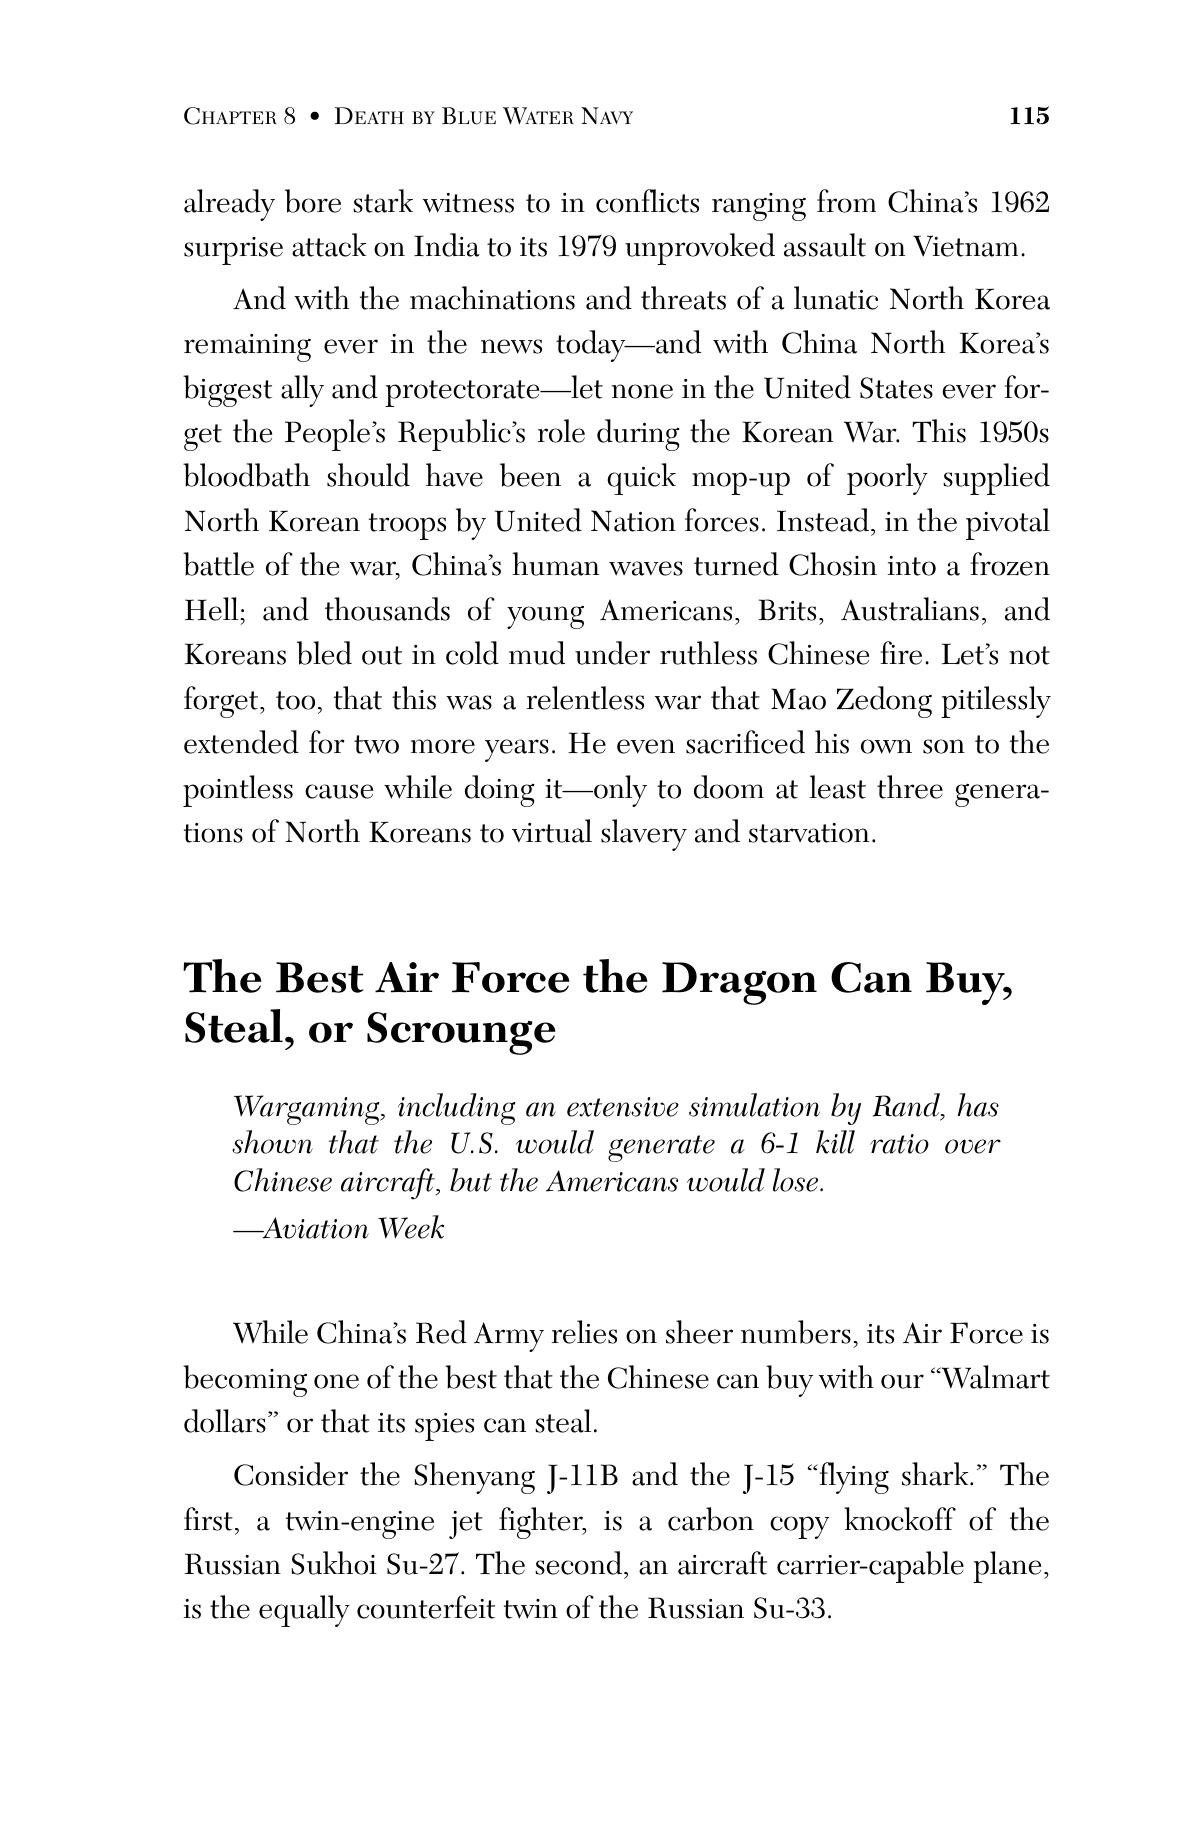 CHAPTER 8 • DEATH BY BLUE WATER NAVY 115
already bore stark witness to in conflicts ranging from China’s 1962
surprise attack on India to its 1979 unprovoked assault on Vietnam.
And with the machinations and threats of a lunatic North Korea
remaining ever in the news today—and with China North Korea’s
biggest ally and protectorate—let none in the United States ever for-
get the People’s Republic’s role during the Korean War. This 1950s
bloodbath should have been a quick mop-up of poorly supplied
North Korean troops by United Nation forces. Instead, in the pivotal
battle of the war, China’s human waves turned Chosin into a frozen
Hell; and thousands of young Americans, Brits, Australians, and
Koreans bled out in cold mud under ruthless Chinese fire. Let’s not
forget, too, that this was a relentless war that Mao Zedong pitilessly
extended for two more years. He even sacrificed his own son to the
pointless cause while doing it—only to doom at least three genera-
tions of North Koreans to virtual slavery and starvation.
The Best Air Force the Dragon Can Buy,
Steal, or Scrounge
Wargaming, including an extensive simulation by Rand, has
shown that the U.S. would generate a 6-1 kill ratio over
Chinese aircraft, but the Americans would lose.
—Aviation Week
While China’s Red Army relies on sheer numbers, its Air Force is
becoming one of the best that the Chinese can buy with our “Walmart
dollars” or that its spies can steal.
Consider the Shenyang J-11B and the J-15 “flying shark.” The
first, a twin-engine jet fighter, is a carbon copy knockoff of the
Russian Sukhoi Su-27. The second, an aircraft carrier-capable plane,
is the equally counterfeit twin of the Russian Su-33.